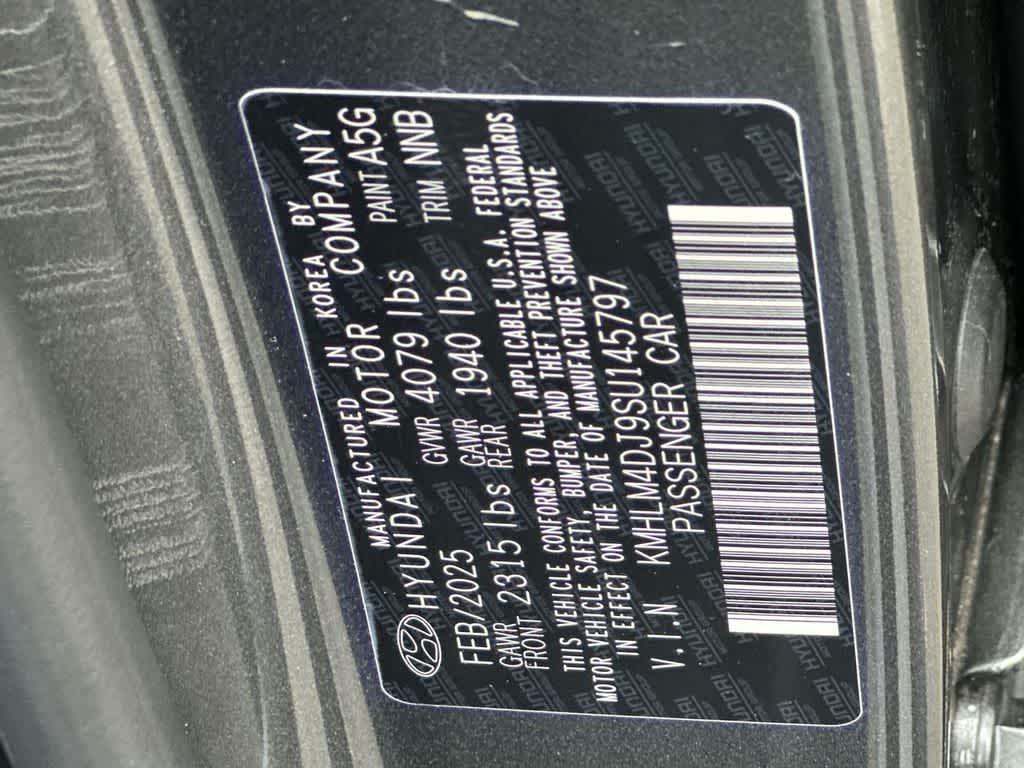 MANUFACTURED IN KOREA BY
HYUNDAI MOTOR COMPANY
FEB/2025 GVWR 4079 lbs PAINT A5G
GAWR FRONT 2315 lbs GAWR REAR 1940 lbs TRIM NNB
THIS VEHICLE CONFORMS TO ALL APPLICABLE U.S.A. FEDERAL
MOTOR VEHICLE SAFETY, BUMPER, AND THEFT PREVENTION STANDARDS
IN EFFECT ON THE DATE OF MANUFACTURE SHOWN ABOVE
V.I.N KMHLM4DJ9SU145797
PASSENGER CAR